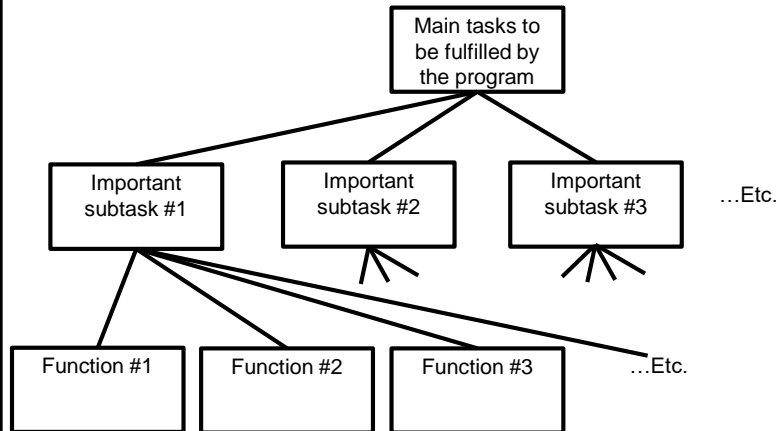 Main tasks to
be fulfilled by
the program
Important
subtask #1
Important
subtask #2
Important
subtask #3
…Etc.
Function #1
Function #2
Function #3
…Etc.